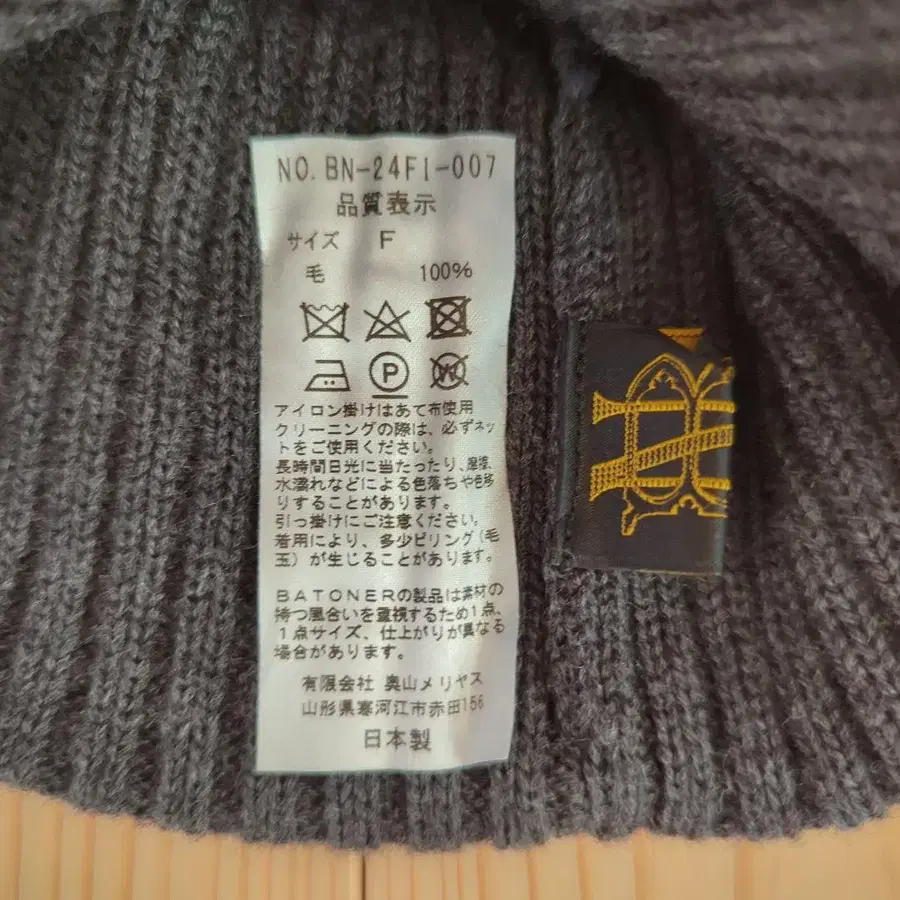 NO. BN-24FI-007
品質表示
サイズ F
毛 100%
P
W
アイロン掛けはあて布使用
クリーニングの際は、必ずネッ
トをご使用ください。
長時間日光に当たったり、摩擦、
水濡れなどによる色落ちや色移
りすることがあります。
引っ掛けにご注意ください。
着用により、多少ピリング(毛
玉)が生じることがあります。
BATONERの製品は素材の
持つ風合いを重視するため1点、
1点サイズ、仕上がりが異なる
場合があります。
有限会社 奥山メリヤス
山形県寒河江市赤田156
日本製